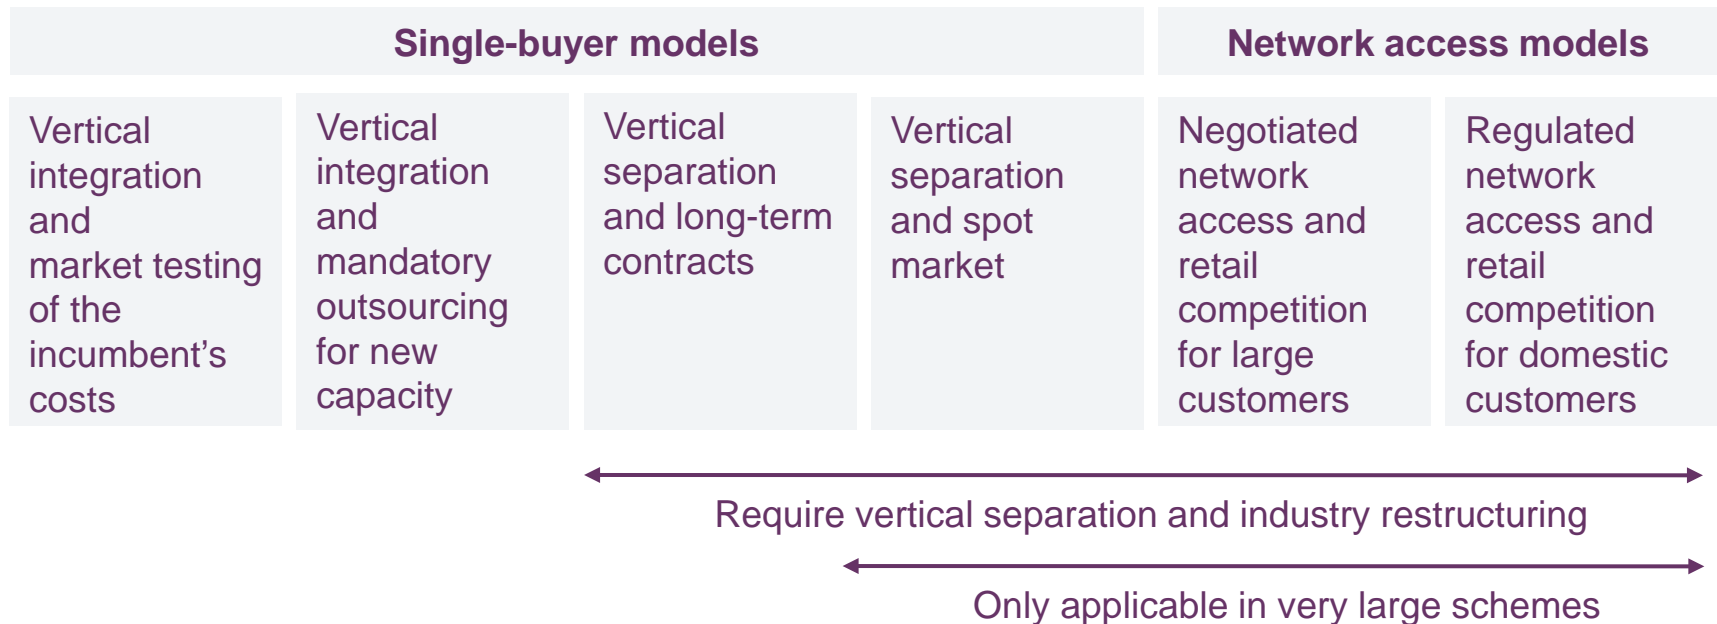 Single-buyer models
Network access models
Vertical
integration
and
market testing
of the
incumbent’s
costs
Vertical
integration
and
mandatory
outsourcing
for new
capacity
Vertical
separation
and long-term
contracts
Vertical
separation
and spot
market
Negotiated
network
access and
retail
competition
for large
customers
Regulated
network
access and
retail
competition
for domestic
customers
Require vertical separation and industry restructuring
Only applicable in very large schemes